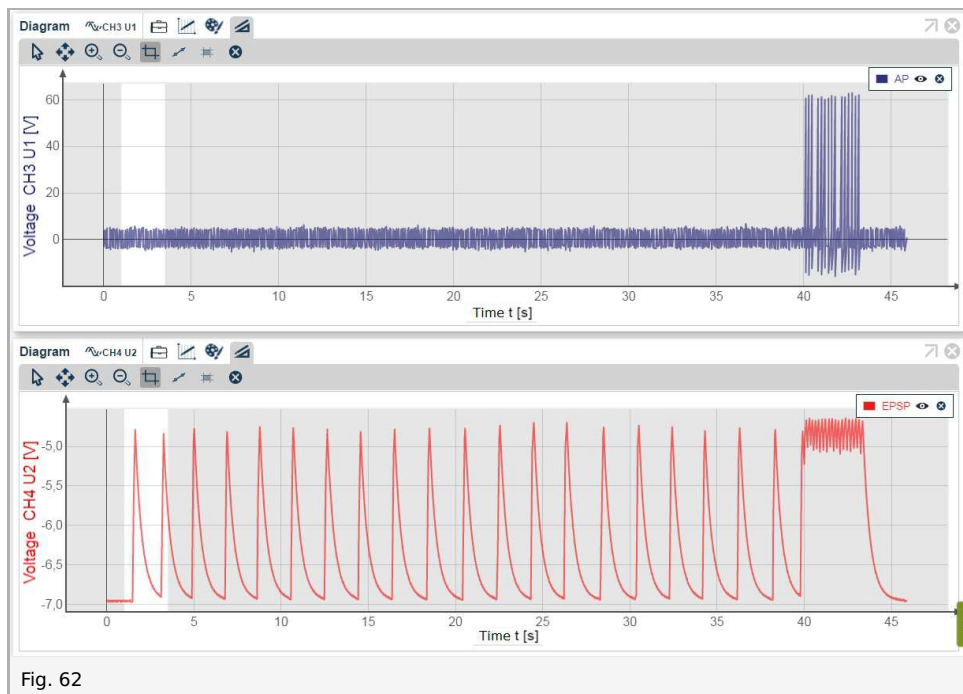 Diagram CH3 U1
AP
Voltage CH3 U1 [V]
60
40
20
0
0 5 10 15 20 25 30 35 40 45
Time t [s]
Diagram CH4 U2
EPSP
Voltage CH4 U2 [V]
-5,0
-5,5
-6,0
-6,5
-7,0
0 5 10 15 20 25 30 35 40 45
Time t [s]
Fig. 62